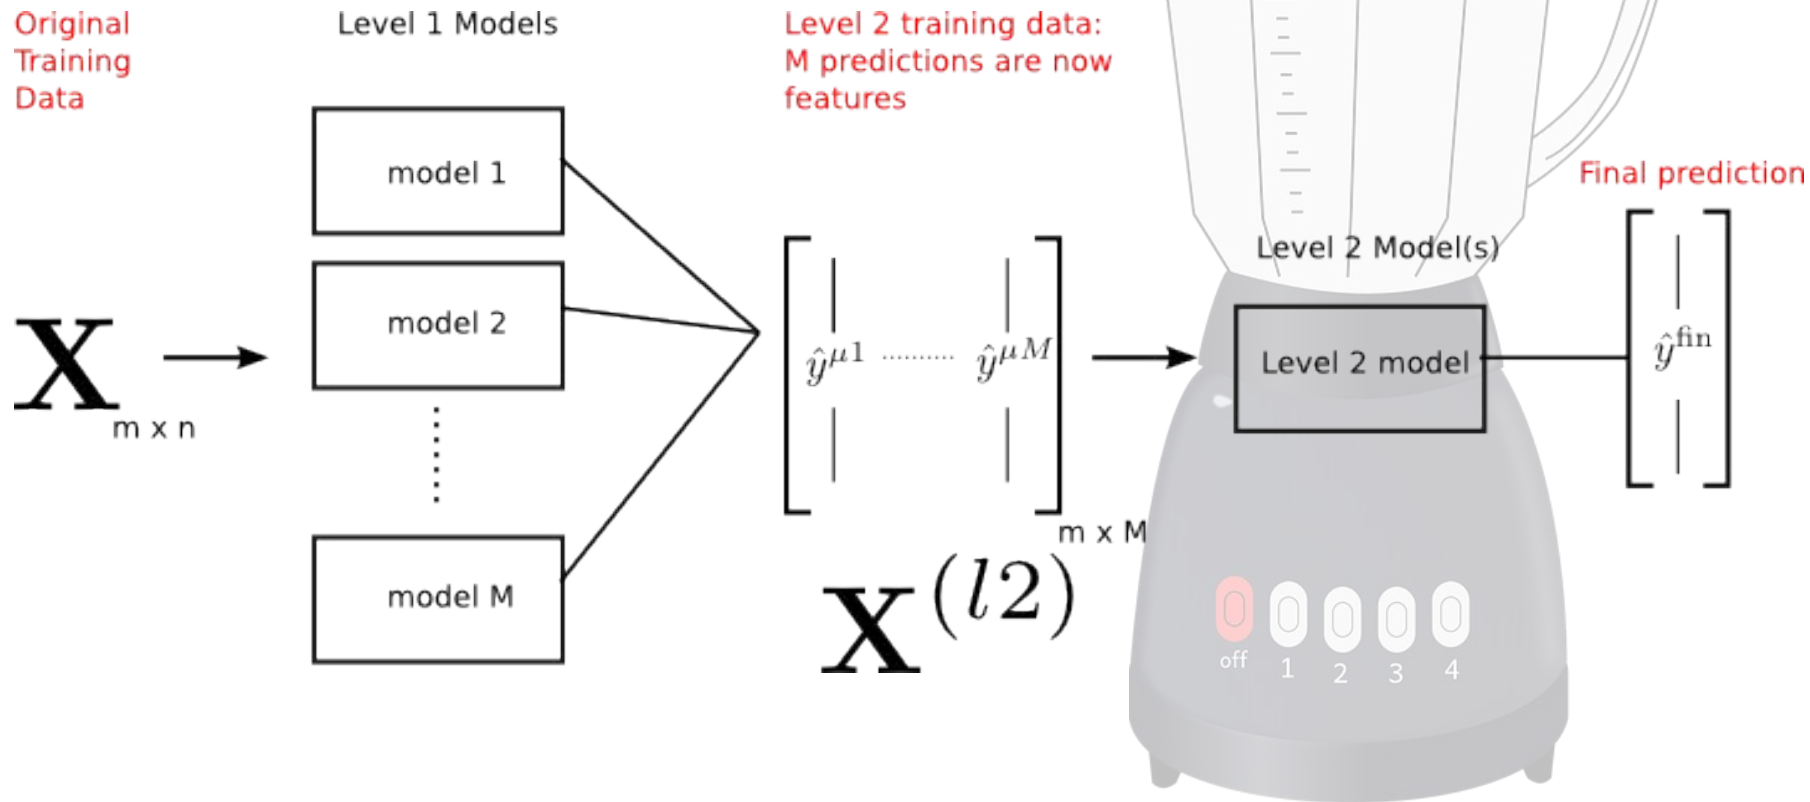 Original
Training
Data
Level 1 Models
Level 2 training data:
M predictions are now
features
model 1
model 2
model M
X
m x n
ŷ^μ1 .......... ŷ^μM
m x M
X^(l2)
Level 2 Model(s)
Level 2 model
Final prediction
ŷ^fin
off 1 2 3 4